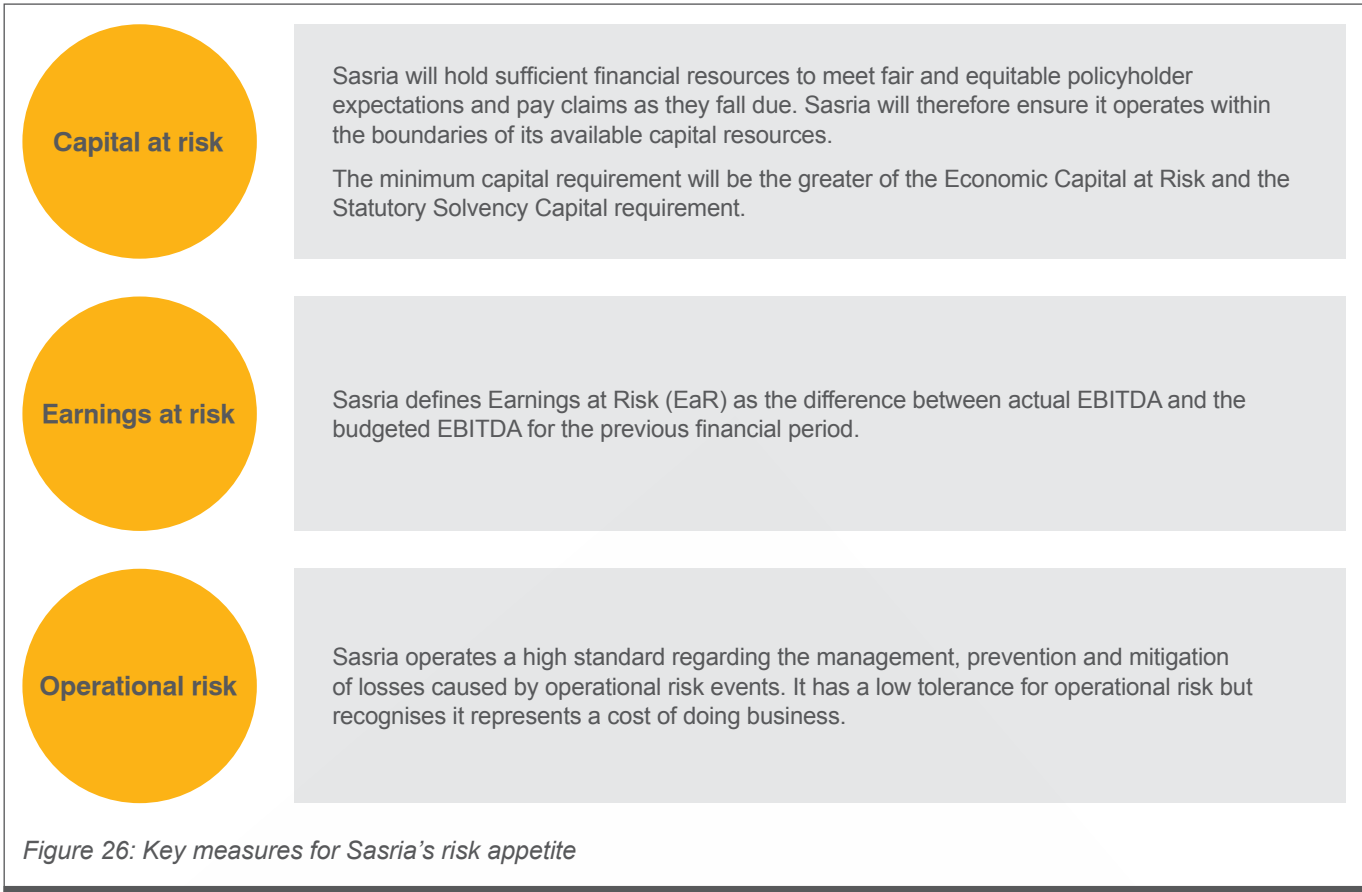 Capital at risk
Sasria will hold sufficient financial resources to meet fair and equitable policyholder
expectations and pay claims as they fall due. Sasria will therefore ensure it operates within
the boundaries of its available capital resources.
The minimum capital requirement will be the greater of the Economic Capital at Risk and the
Statutory Solvency Capital requirement.
Earnings at risk
Sasria defines Earnings at Risk (EaR) as the difference between actual EBITDA and the
budgeted EBITDA for the previous financial period.
Operational risk
Sasria operates a high standard regarding the management, prevention and mitigation
of losses caused by operational risk events. It has a low tolerance for operational risk but
recognises it represents a cost of doing business.
Figure 26: Key measures for Sasria’s risk appetite